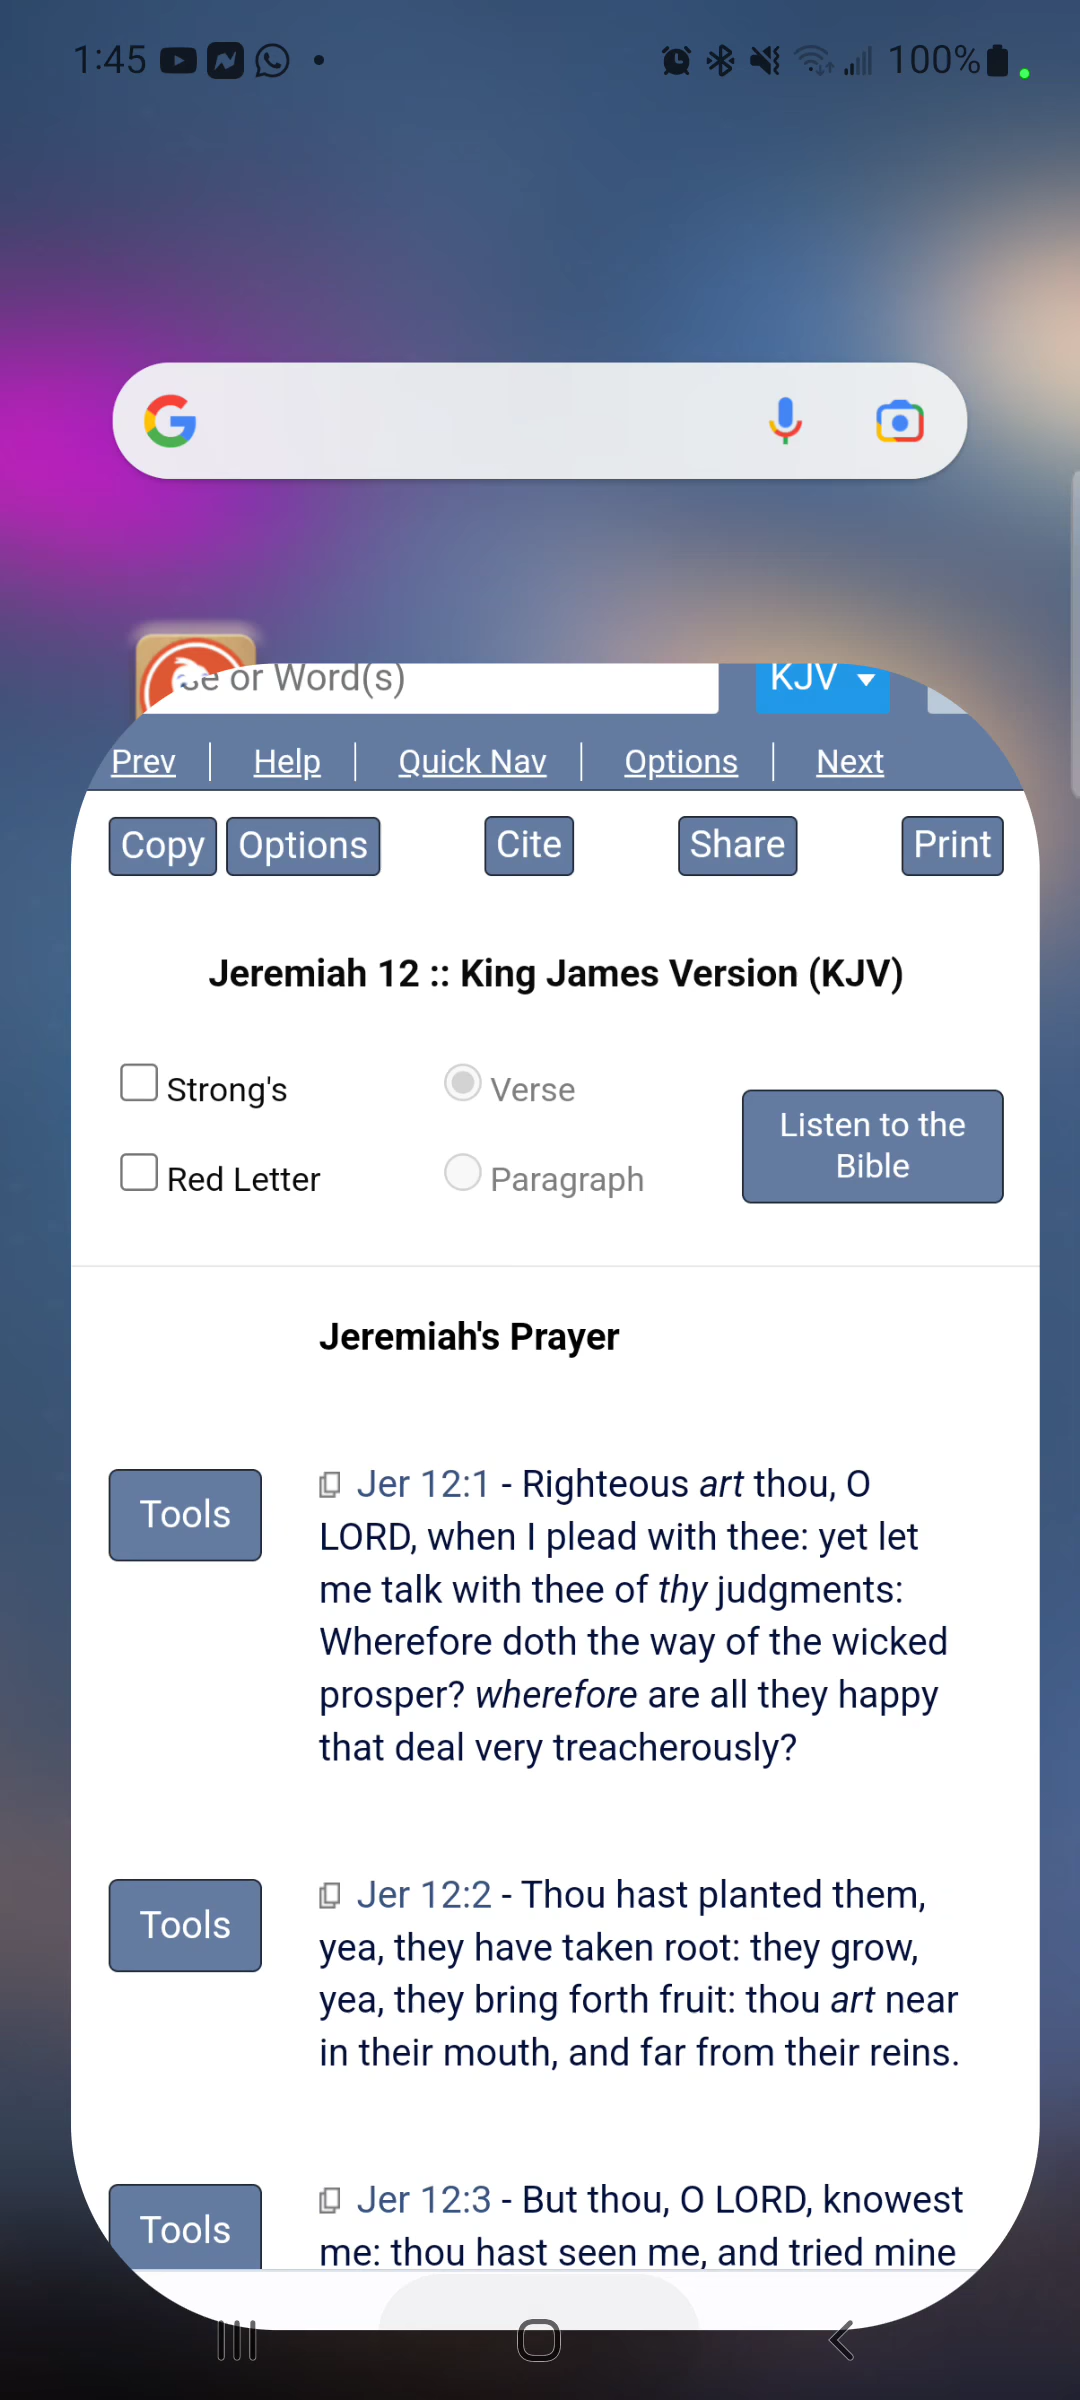 1:45 100%
or Word(s) KJV
Prev Help Quick Nav Options Next
Copy Options Cite Share Print
Jeremiah 12 :: King James Version (KJV)
Strong's Verse
Listen to the
Bible
Red Letter Paragraph
Jeremiah's Prayer
Tools Jer 12:1 - Righteous art thou, O
LORD, when I plead with thee: yet let
me talk with thee of thy judgments:
Wherefore doth the way of the wicked
prosper? wherefore are all they happy
that deal very treacherously?
Tools Jer 12:2 - Thou hast planted them,
yea, they have taken root: they grow,
yea, they bring forth fruit: thou art near
in their mouth, and far from their reins.
Tools Jer 12:3 - But thou, O LORD, knowest
me: thou hast seen me, and tried mine